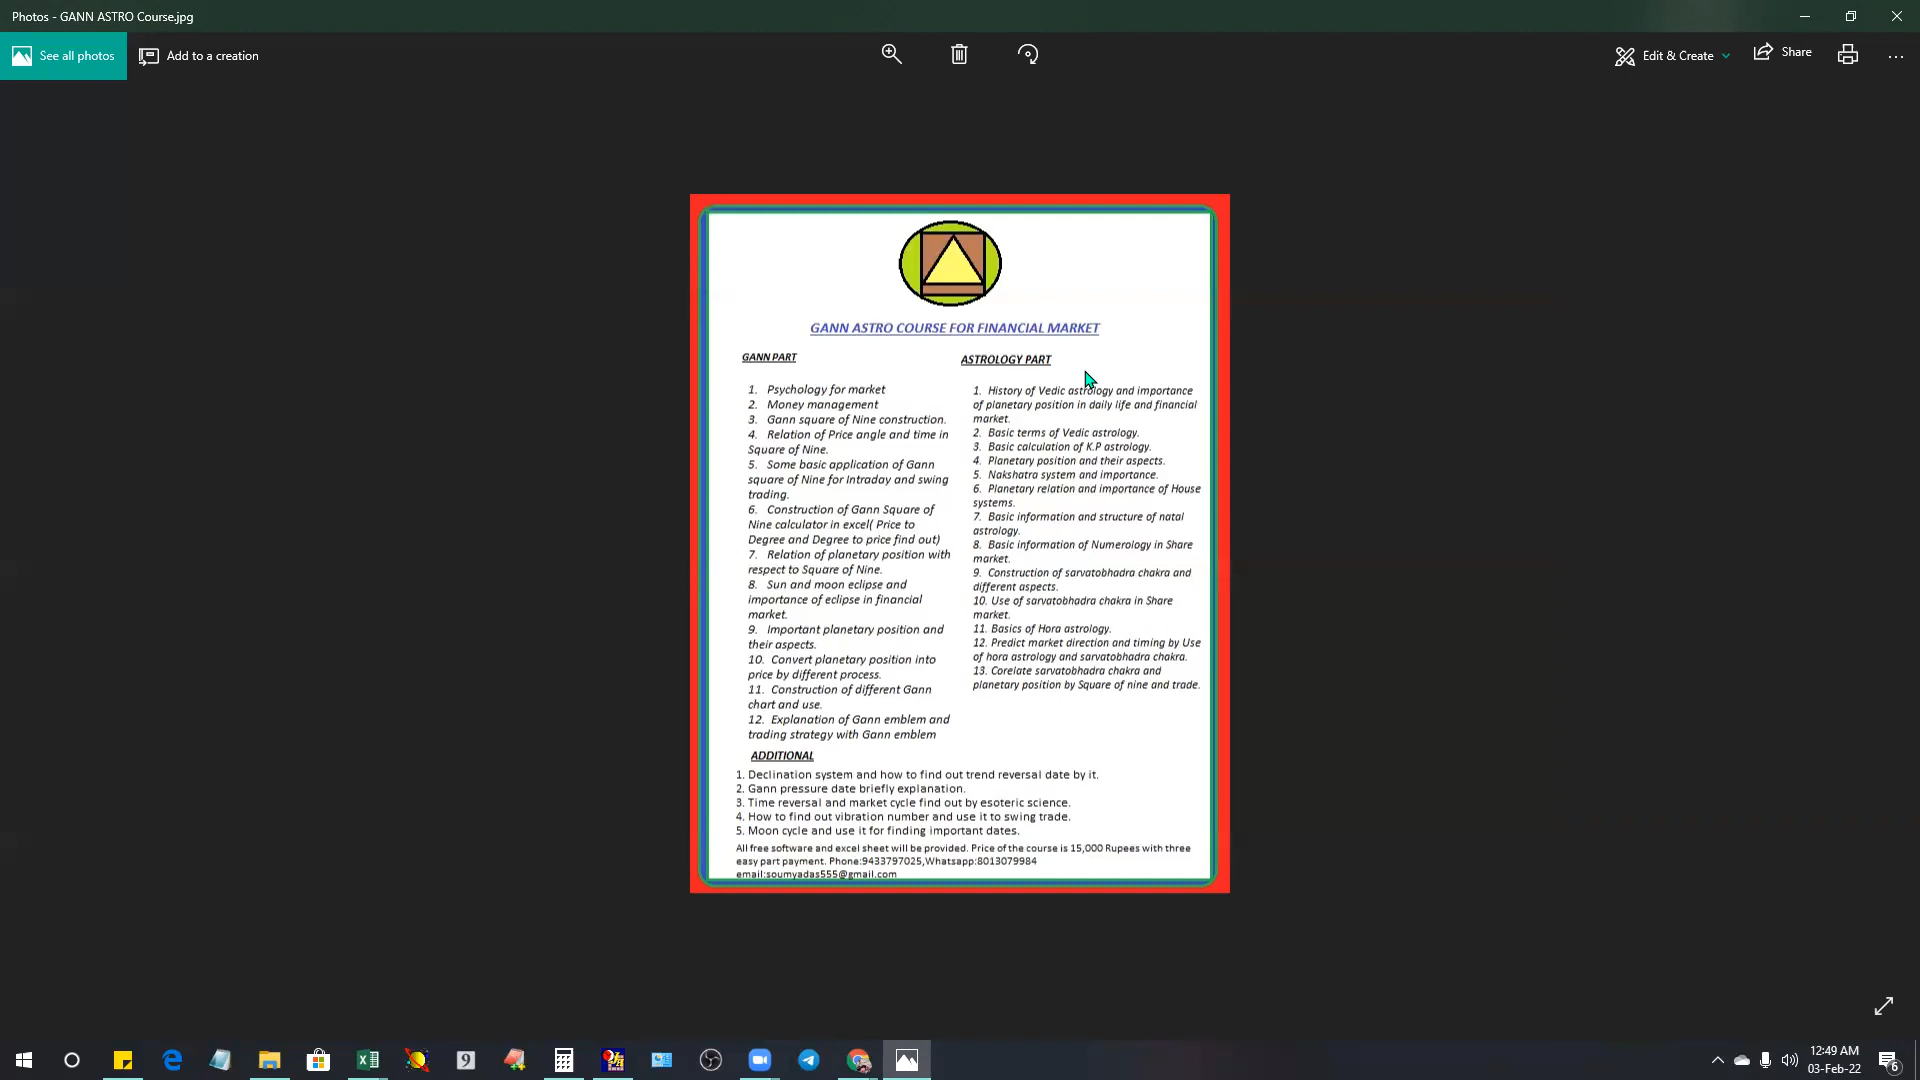 Photos - GANN ASTRO Course.jpg
See all photos
Add to a creation
Edit & Create
Share
GANN ASTRO COURSE FOR FINANCIAL MARKET
GANN PART
1. Psychology for market
2. Money management
3. Gann square of Nine construction.
4. Relation of Price angle and time in
Square of Nine.
5. Some basic application of Gann
square of Nine for Intraday and swing
trading.
6. Construction of Gann Square of
Nine calculator in excel( Price to
Degree and Degree to price find out)
7. Relation of planetary position with
respect to Square of Nine.
8. Sun and moon eclipse and
importance of eclipse in financial
market.
9. Important planetary position and
their aspects.
10. Convert planetary position into
price by different process.
11. Construction of different Gann
chart and use.
12. Explanation of Gann emblem and
trading strategy with Gann emblem
ASTROLOGY PART
1. History of Vedic astrology and importance
of planetary position in daily life and financial
market.
2. Basic terms of Vedic astrology.
3. Basic calculation of K.P astrology.
4. Planetary position and their aspects.
5. Nakshatra system and importance.
6. Planetary relation and importance of House
systems.
7. Basic information and structure of natal
astrology.
8. Basic information of Numerology in Share
market.
9. Construction of sarvatobhadra chakra and
different aspects.
10. Use of sarvatobhadra chakra in Share
market.
11. Basics of Hora astrology.
12. Predict market direction and timing by Use
of hora astrology and sarvatobhadra chakra.
13. Corelate sarvatobhadra chakra and
planetary position by Square of nine and trade.
ADDITIONAL
1. Declination system and how to find out trend reversal date by it.
2. Gann pressure date briefly explanation.
3. Time reversal and market cycle find out by esoteric science.
4. How to find out vibration number and use it to swing trade.
5. Moon cycle and use it for finding important dates.
All free software and excel sheet will be provided. Price of the course is 15,000 Rupees with three
easy part payment. Phone:9433797025,Whatsapp:8013079984
email:soumyadas555@gmail.com
9
12:49 AM
03-Feb-22
6